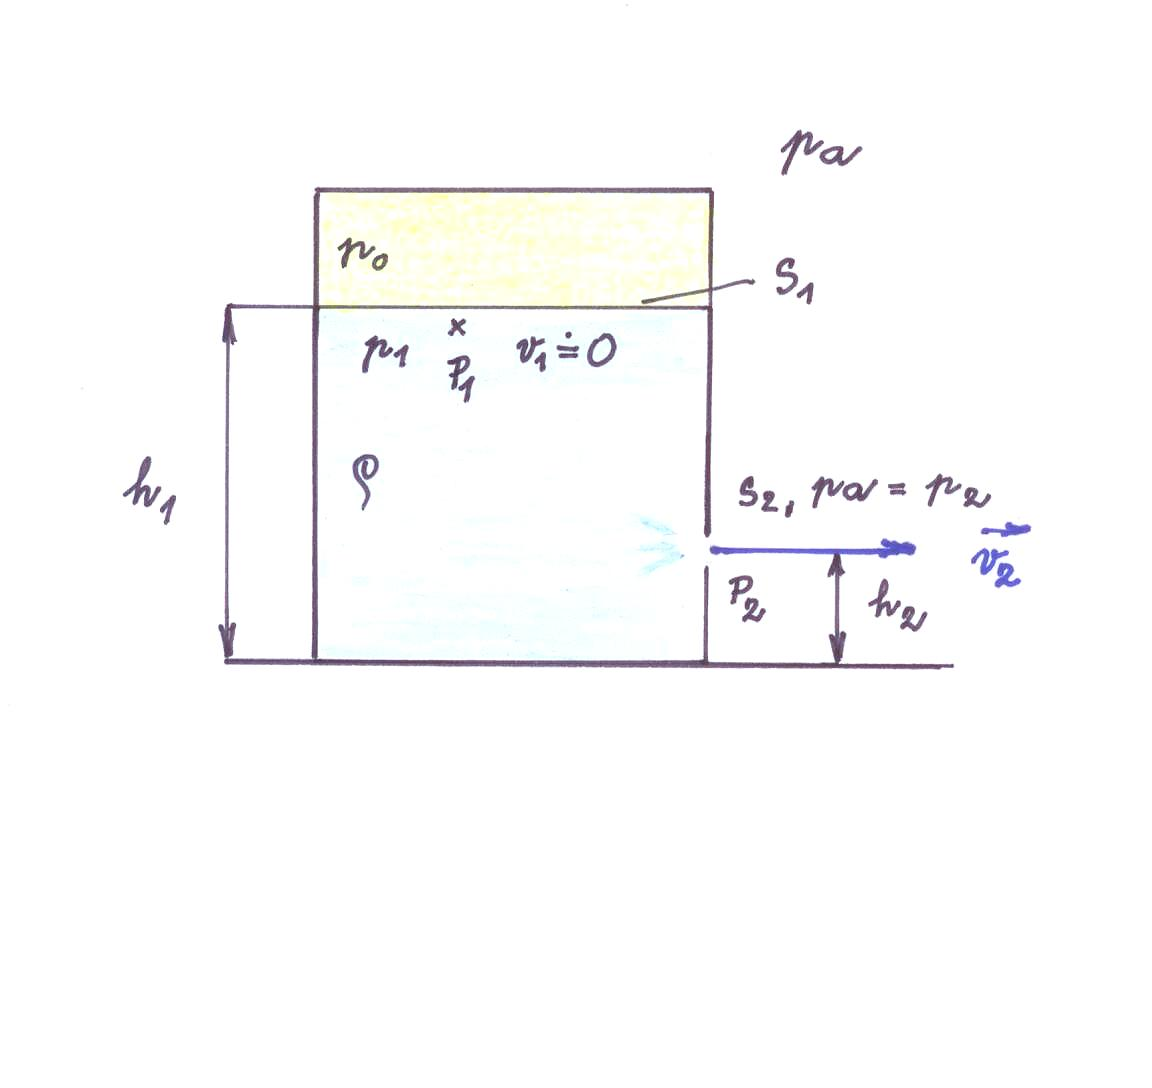 pa
p₀
S₁
p₁ × v₁ ≐ 0
P₁
h₁
ρ
S₂, pa = p₂
v₂
P₂
h₂